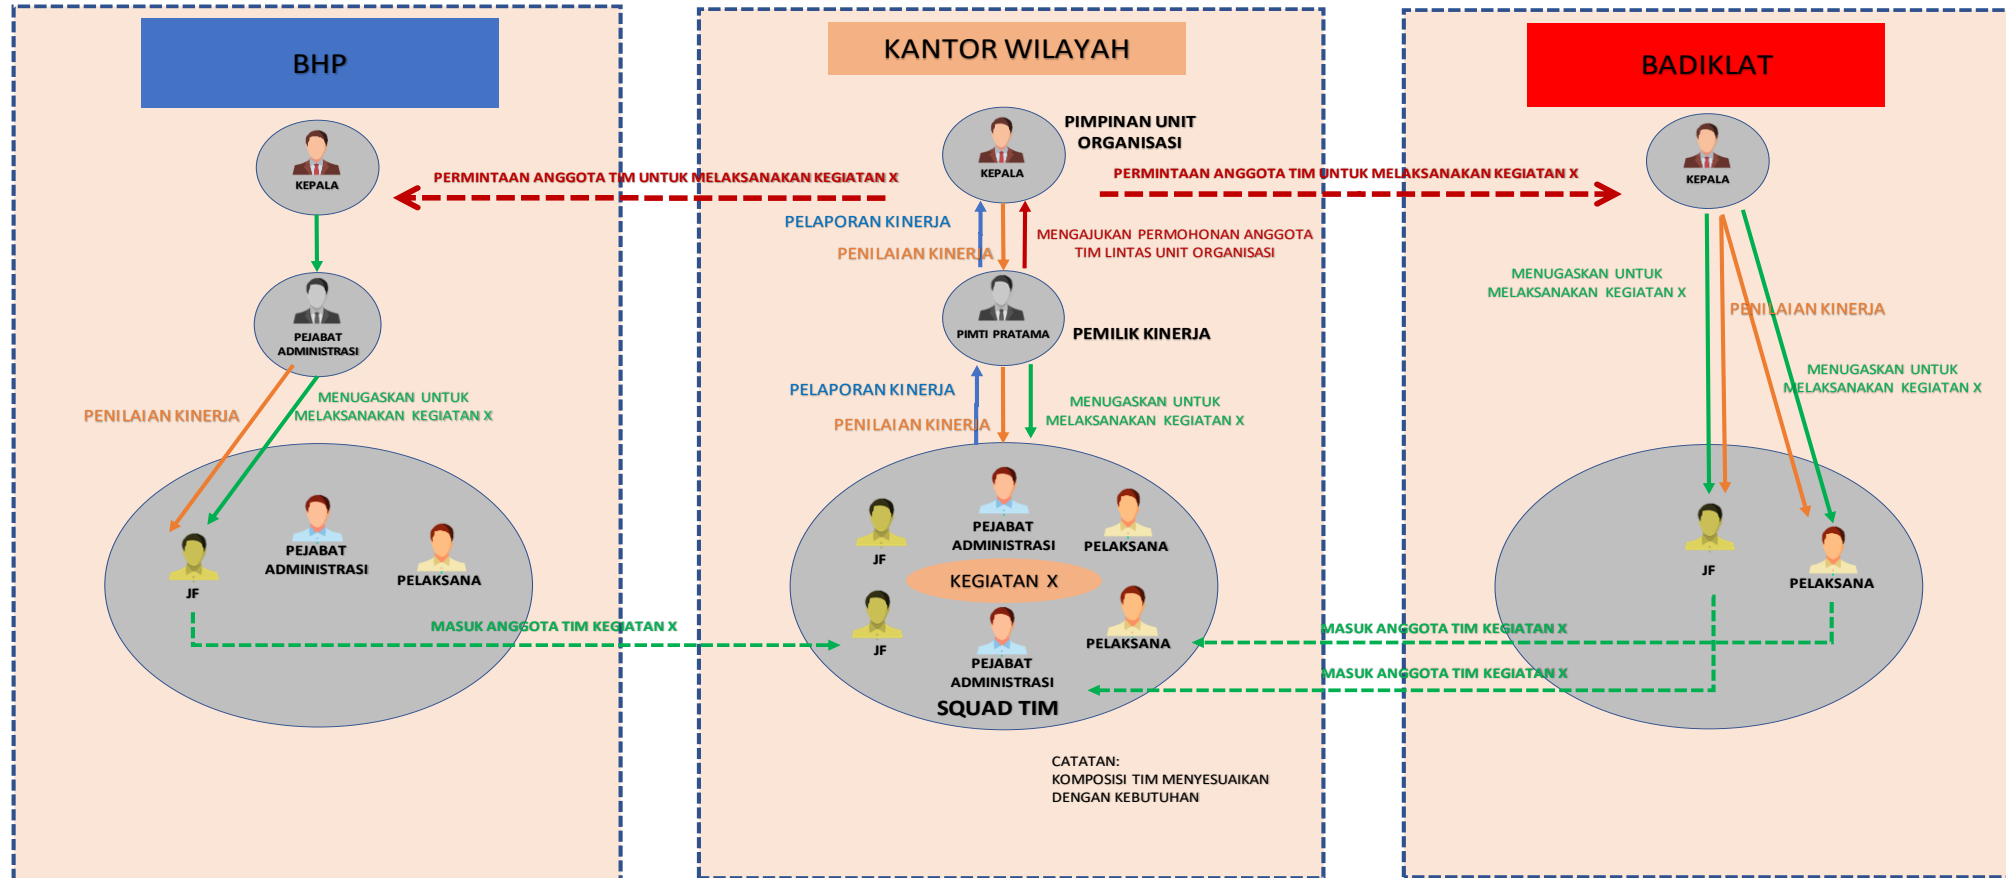 BHP
KEPALA
PEJABAT
ADMINISTRASI
PENILAIAN KINERJA
MENUGASKAN UNTUK
MELAKSANAKAN KEGIATAN X
JF
PEJABAT
ADMINISTRASI
PELAKSANA
PERMINTAAN ANGGOTA TIM UNTUK MELAKSANAKAN KEGIATAN X
MASUK ANGGOTA TIM KEGIATAN X
KANTOR WILAYAH
KEPALA
PIMPINAN UNIT
ORGANISASI
PELAPORAN KINERJA
PENILAIAN KINERJA
MENGAJUKAN PERMOHONAN ANGGOTA
TIM LINTAS UNIT ORGANISASI
PIMTI PRATAMA
PEMILIK KINERJA
PELAPORAN KINERJA
PENILAIAN KINERJA
MENUGASKAN UNTUK
MELAKSANAKAN KEGIATAN X
JF
PEJABAT
ADMINISTRASI
PELAKSANA
KEGIATAN X
JF
PEJABAT
ADMINISTRASI
PELAKSANA
SQUAD TIM
CATATAN:
KOMPOSISI TIM MENYESUAIKAN
DENGAN KEBUTUHAN
PERMINTAAN ANGGOTA TIM UNTUK MELAKSANAKAN KEGIATAN X
MASUK ANGGOTA TIM KEGIATAN X
MASUK ANGGOTA TIM KEGIATAN X
BADIKLAT
KEPALA
MENUGASKAN UNTUK
MELAKSANAKAN KEGIATAN X
PENILAIAN KINERJA
MENUGASKAN UNTUK
MELAKSANAKAN KEGIATAN X
JF
PELAKSANA